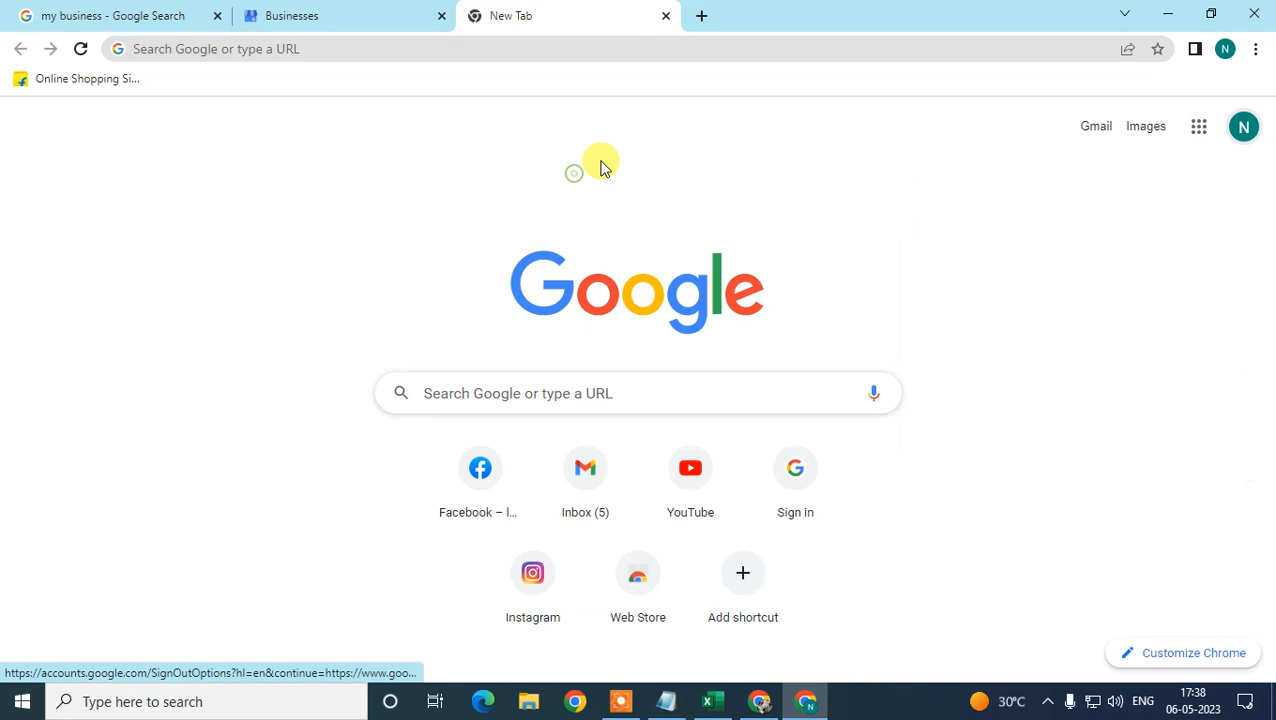 my business - Google Search
Businesses
New Tab
Search Google or type a URL
N
Online Shopping Si...
Gmail
Images
N
Google
Search Google or type a URL
Facebook – l...
Inbox (5)
YouTube
Sign in
Instagram
Web Store
Add shortcut
Customize Chrome
https://accounts.google.com/SignOutOptions?hl=en&continue=https://www.goo...
Type here to search
30°C
ENG
17:38
06-05-2023